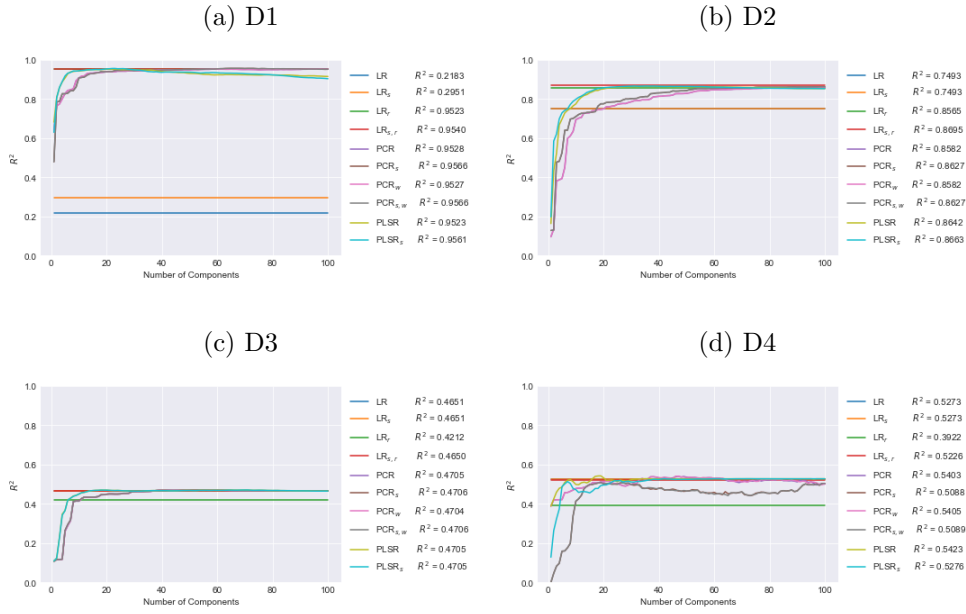 (a) D1
1.0
0.8
0.6
0.4
0.2
0.0
R²
0 20 40 60 80 100
Number of Components
LR R² = 0.2183
LRₛ R² = 0.2951
LRᵣ R² = 0.9523
LRₛ,ᵣ R² = 0.9540
PCR R² = 0.9528
PCRₛ R² = 0.9566
PCR_w R² = 0.9527
PCRₛ,_w R² = 0.9566
PLSR R² = 0.9523
PLSRₛ R² = 0.9561
(b) D2
1.0
0.8
0.6
0.4
0.2
0.0
R²
0 20 40 60 80 100
Number of Components
LR R² = 0.7493
LRₛ R² = 0.7493
LRᵣ R² = 0.8565
LRₛ,ᵣ R² = 0.8695
PCR R² = 0.8582
PCRₛ R² = 0.8627
PCR_w R² = 0.8582
PCRₛ,_w R² = 0.8627
PLSR R² = 0.8642
PLSRₛ R² = 0.8663
(c) D3
1.0
0.8
0.6
0.4
0.2
0.0
R²
0 20 40 60 80 100
Number of Components
LR R² = 0.4651
LRₛ R² = 0.4651
LRᵣ R² = 0.4212
LRₛ,ᵣ R² = 0.4650
PCR R² = 0.4705
PCRₛ R² = 0.4706
PCR_w R² = 0.4704
PCRₛ,_w R² = 0.4706
PLSR R² = 0.4705
PLSRₛ R² = 0.4705
(d) D4
1.0
0.8
0.6
0.4
0.2
0.0
R²
0 20 40 60 80 100
Number of Components
LR R² = 0.5273
LRₛ R² = 0.5273
LRᵣ R² = 0.3922
LRₛ,ᵣ R² = 0.5226
PCR R² = 0.5403
PCRₛ R² = 0.5088
PCR_w R² = 0.5405
PCRₛ,_w R² = 0.5089
PLSR R² = 0.5423
PLSRₛ R² = 0.5276